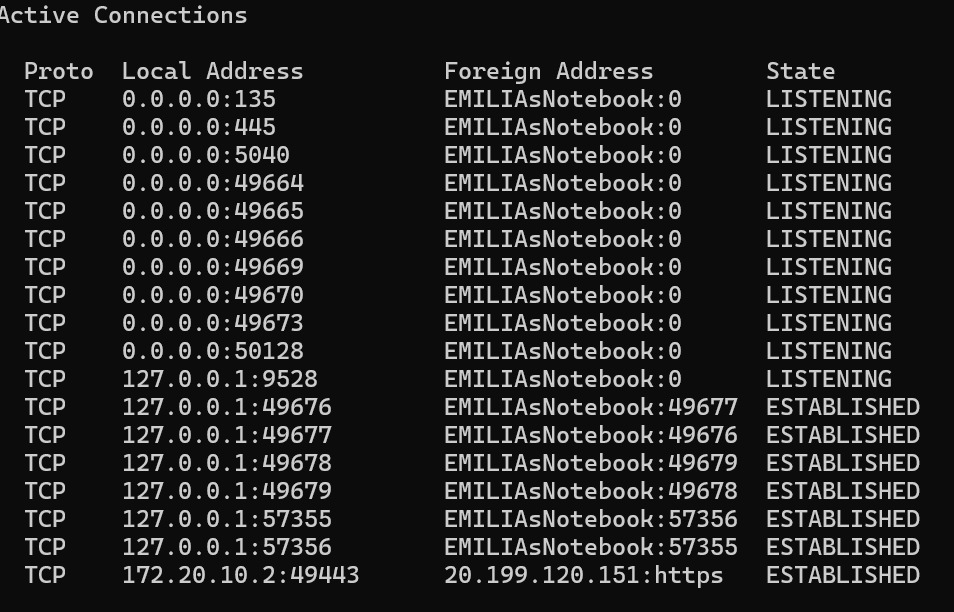 Active Connections
Proto Local Address Foreign Address State
TCP 0.0.0.0:135 EMILIAsNotebook:0 LISTENING
TCP 0.0.0.0:445 EMILIAsNotebook:0 LISTENING
TCP 0.0.0.0:5040 EMILIAsNotebook:0 LISTENING
TCP 0.0.0.0:49664 EMILIAsNotebook:0 LISTENING
TCP 0.0.0.0:49665 EMILIAsNotebook:0 LISTENING
TCP 0.0.0.0:49666 EMILIAsNotebook:0 LISTENING
TCP 0.0.0.0:49669 EMILIAsNotebook:0 LISTENING
TCP 0.0.0.0:49670 EMILIAsNotebook:0 LISTENING
TCP 0.0.0.0:49673 EMILIAsNotebook:0 LISTENING
TCP 0.0.0.0:50128 EMILIAsNotebook:0 LISTENING
TCP 127.0.0.1:9528 EMILIAsNotebook:0 LISTENING
TCP 127.0.0.1:49676 EMILIAsNotebook:49677 ESTABLISHED
TCP 127.0.0.1:49677 EMILIAsNotebook:49676 ESTABLISHED
TCP 127.0.0.1:49678 EMILIAsNotebook:49679 ESTABLISHED
TCP 127.0.0.1:49679 EMILIAsNotebook:49678 ESTABLISHED
TCP 127.0.0.1:57355 EMILIAsNotebook:57356 ESTABLISHED
TCP 127.0.0.1:57356 EMILIAsNotebook:57355 ESTABLISHED
TCP 172.20.10.2:49443 20.199.120.151:https ESTABLISHED